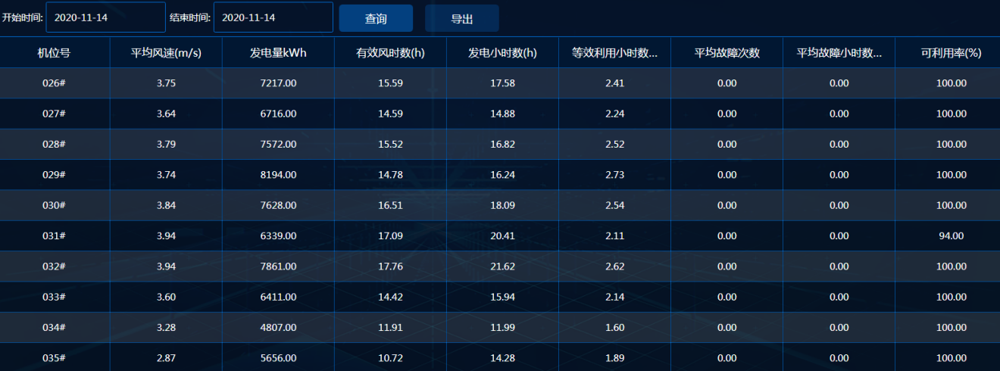 开始时间: 2020-11-14 结束时间: 2020-11-14 查询 导出
机位号 平均风速(m/s) 发电量kWh 有效风时数(h) 发电小时数(h) 等效利用小时数... 平均故障次数 平均故障小时数... 可利用率(%)
026# 3.75 7217.00 15.59 17.58 2.41 0.00 0.00 100.00
027# 3.64 6716.00 14.59 14.88 2.24 0.00 0.00 100.00
028# 3.79 7572.00 15.52 16.82 2.52 0.00 0.00 100.00
029# 3.74 8194.00 14.78 16.24 2.73 0.00 0.00 100.00
030# 3.84 7628.00 16.51 18.09 2.54 0.00 0.00 100.00
031# 3.94 6339.00 17.09 20.41 2.11 0.00 0.00 94.00
032# 3.94 7861.00 17.76 21.62 2.62 0.00 0.00 100.00
033# 3.60 6411.00 14.42 15.94 2.14 0.00 0.00 100.00
034# 3.28 4807.00 11.91 11.99 1.60 0.00 0.00 100.00
035# 2.87 5656.00 10.72 14.28 1.89 0.00 0.00 100.00